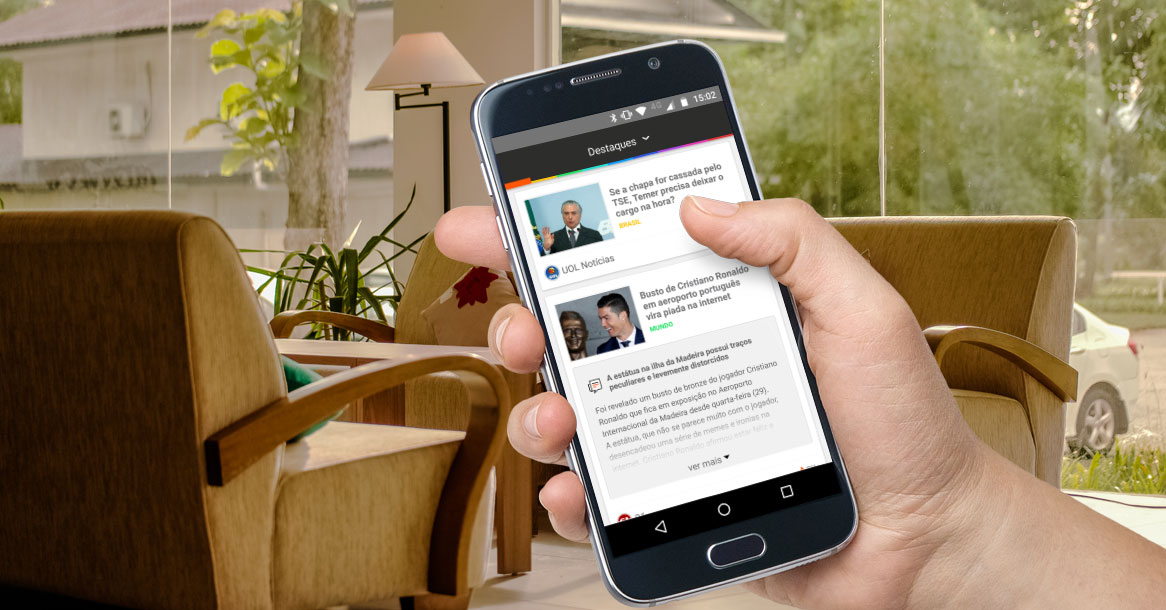 4G 15:02
Destaques
Se a chapa for cassada pelo
TSE, Temer precisa deixar o
cargo na hora?
BRASIL
UOL Notícias
Busto de Cristiano Ronaldo
em aeroporto português
vira piada na internet
MUNDO
A estátua na ilha da Madeira possui traços
peculiares e levemente distorcidos
Foi revelado um busto de bronze do jogador Cristiano
Ronaldo que fica em exposição no Aeroporto
Internacional da Madeira desde quarta-feira (29).
A estátua, que não se parece muito com o jogador,
desencadeou uma série de memes e ironias na
internet. Cristiano Ronaldo afirmou estar feliz e
ver mais